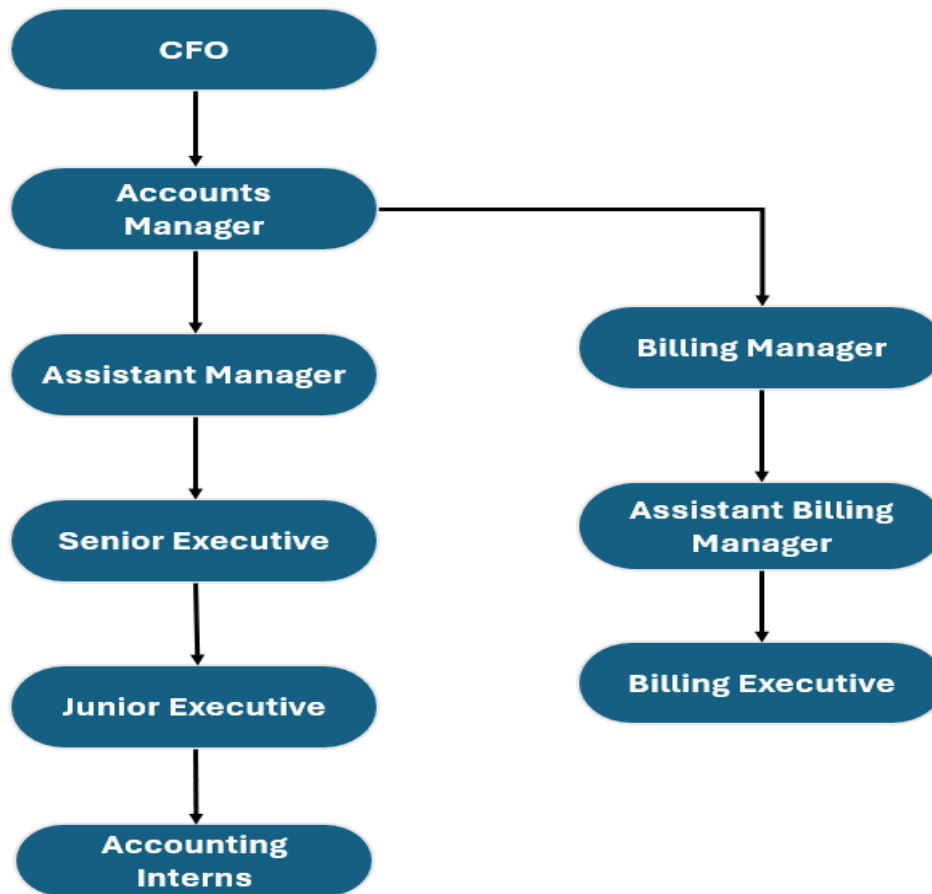 CFO
Accounts
Manager
Assistant Manager
Senior Executive
Junior Executive
Accounting
Interns
Billing Manager
Assistant Billing
Manager
Billing Executive